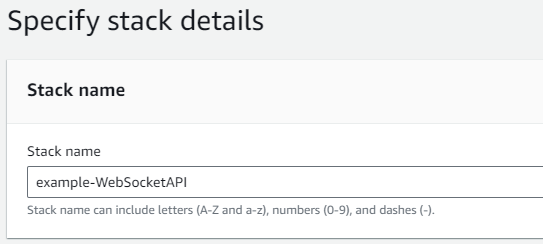 Specify stack details
Stack name
Stack name
example-WebSocketAPI
Stack name can include letters (A-Z and a-z), numbers (0-9), and dashes (-).